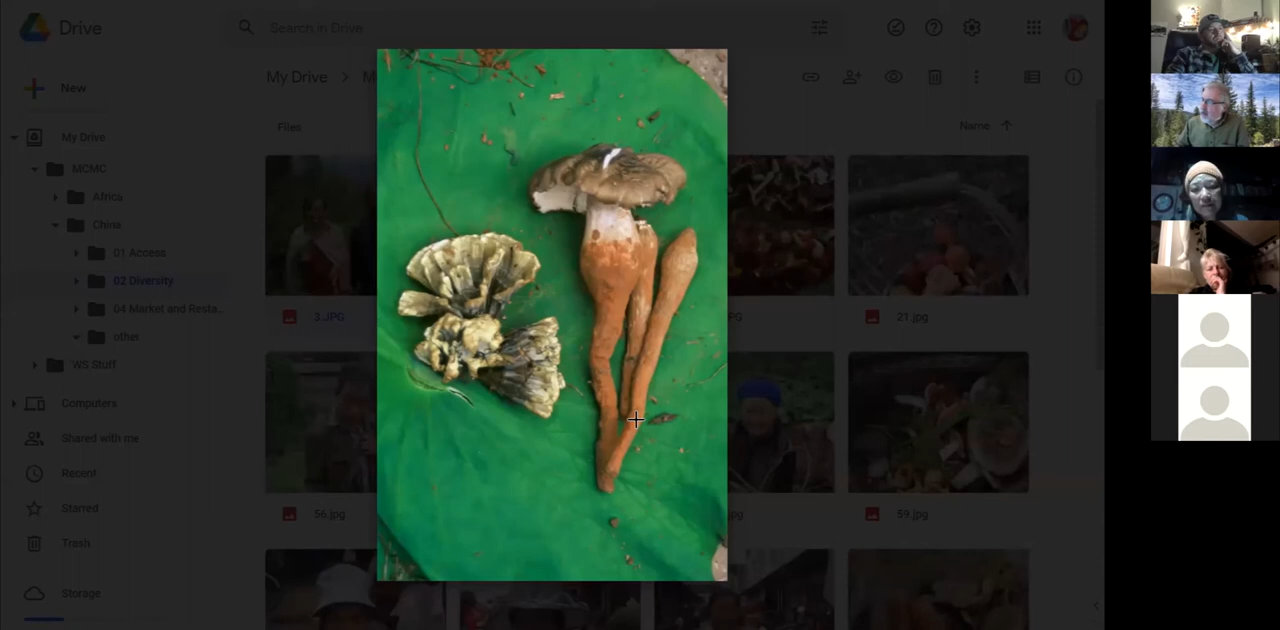 Drive
Search in Drive
New
My Drive
M
My Drive
MCMC
Africa
China
01 Access
02 Diversity
04 Market and Resta...
other
WS Stuff
Computers
Shared with me
Recent
Starred
Trash
Storage
Files
Name
3.JPG
PG
21.jpg
56.jpg
jpg
59.jpg